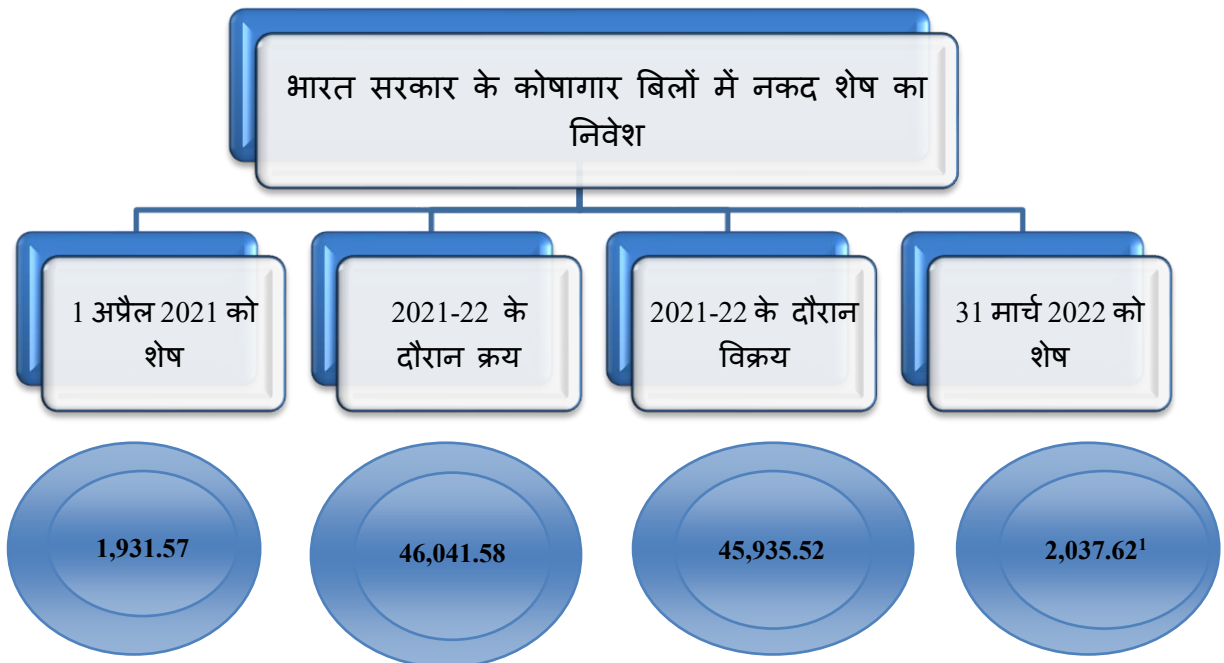 भारत सरकार के कोषागार बिलों में नकद शेष का
निवेश
1 अप्रैल 2021 को
शेष
2021-22 के
दौरान क्रय
2021-22 के दौरान
विक्रय
31 मार्च 2022 को
शेष
1,931.57
46,041.58
45,935.52
2,037.62¹